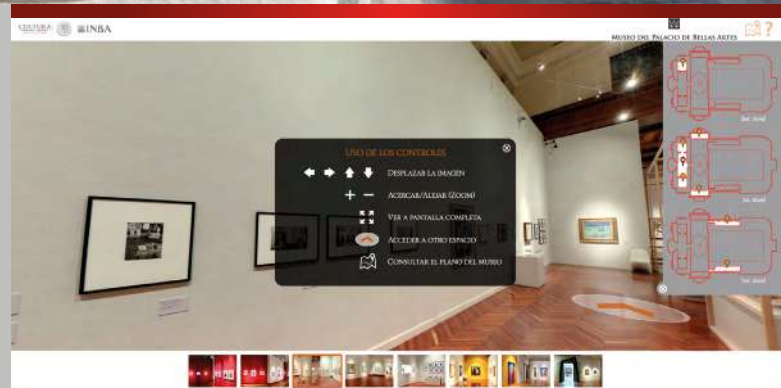 CULTURA
INBA
MUSEO DEL PALACIO DE BELLAS ARTES
?
USO DE LOS CONTROLES
DESPLAZAR LA IMAGEN
ACERCAR/ALEJAR (ZOOM)
VER A PANTALLA COMPLETA
ACCEDER A OTRO ESPACIO
CONSULTAR EL PLANO DEL MUSEO